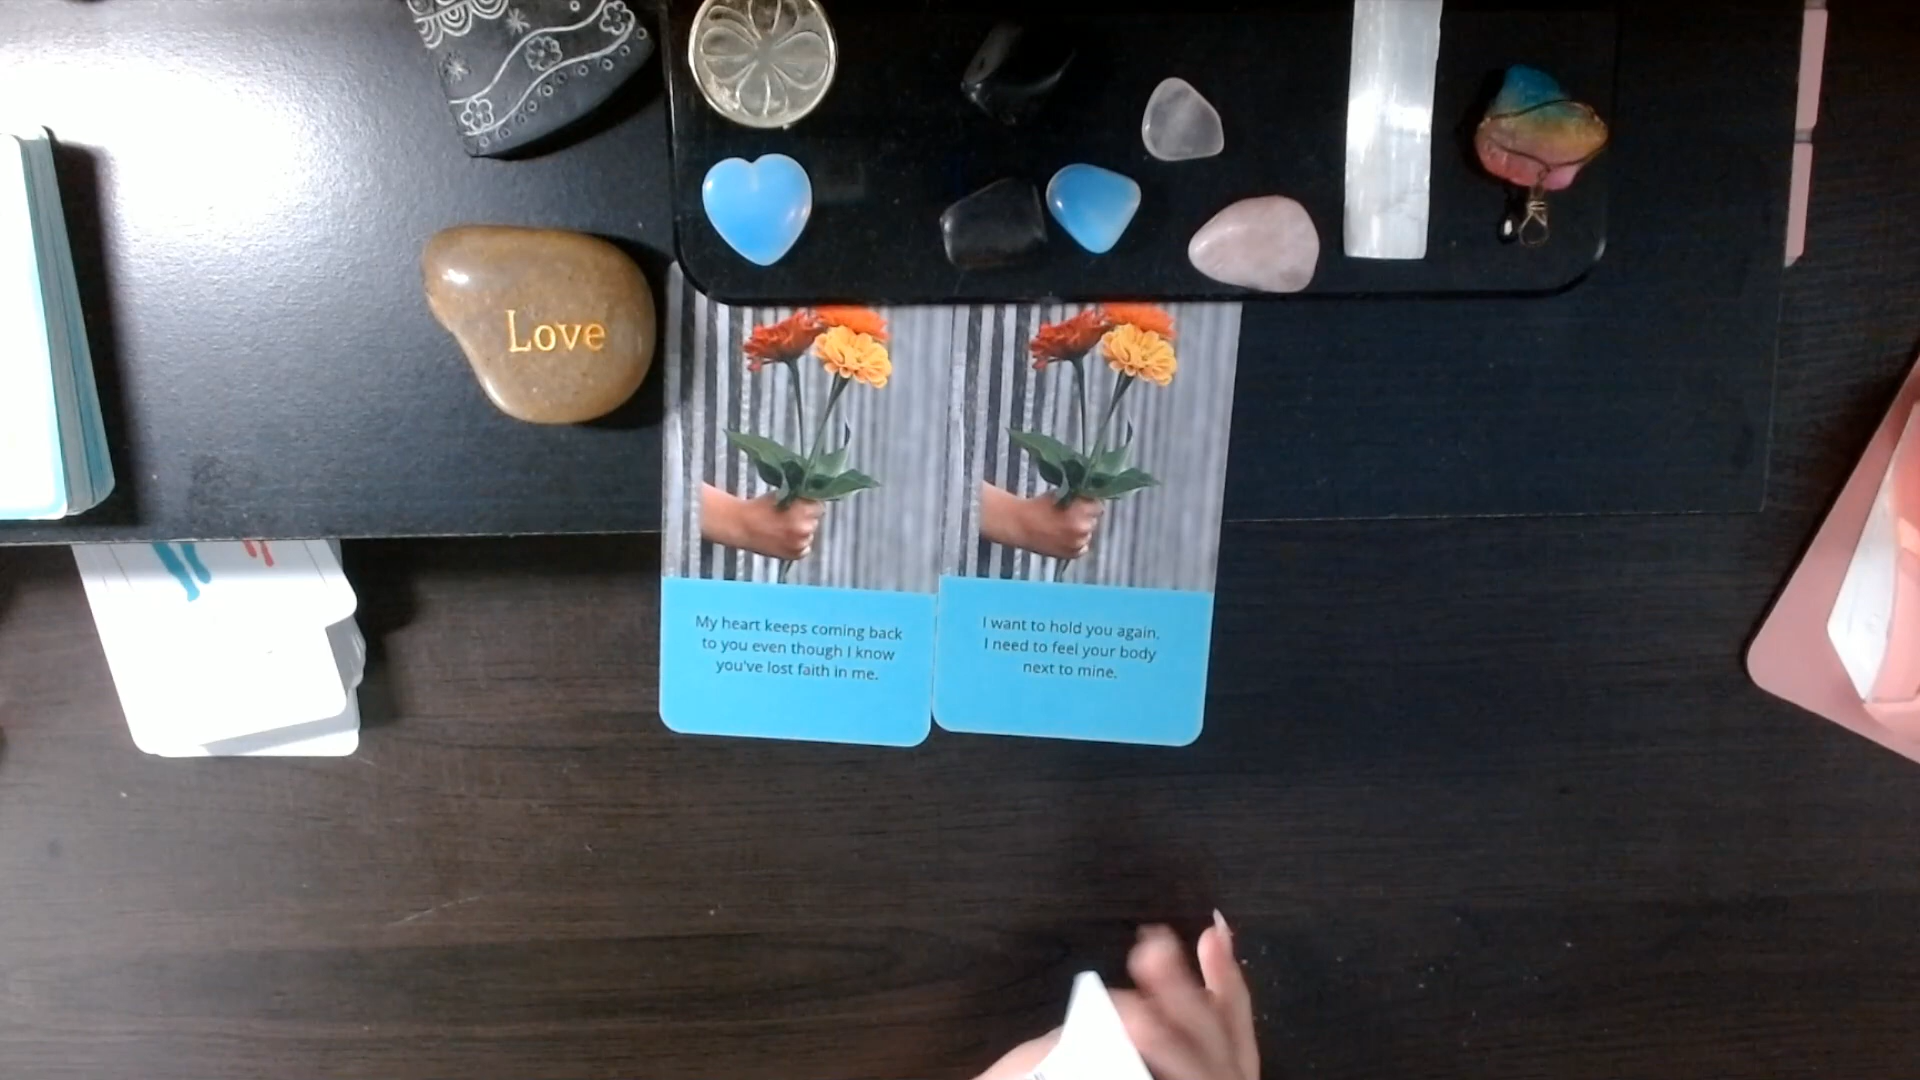 Love
My heart keeps coming back
to you even though I know
you've lost faith in me.
I want to hold you again.
I need to feel your body
next to mine.